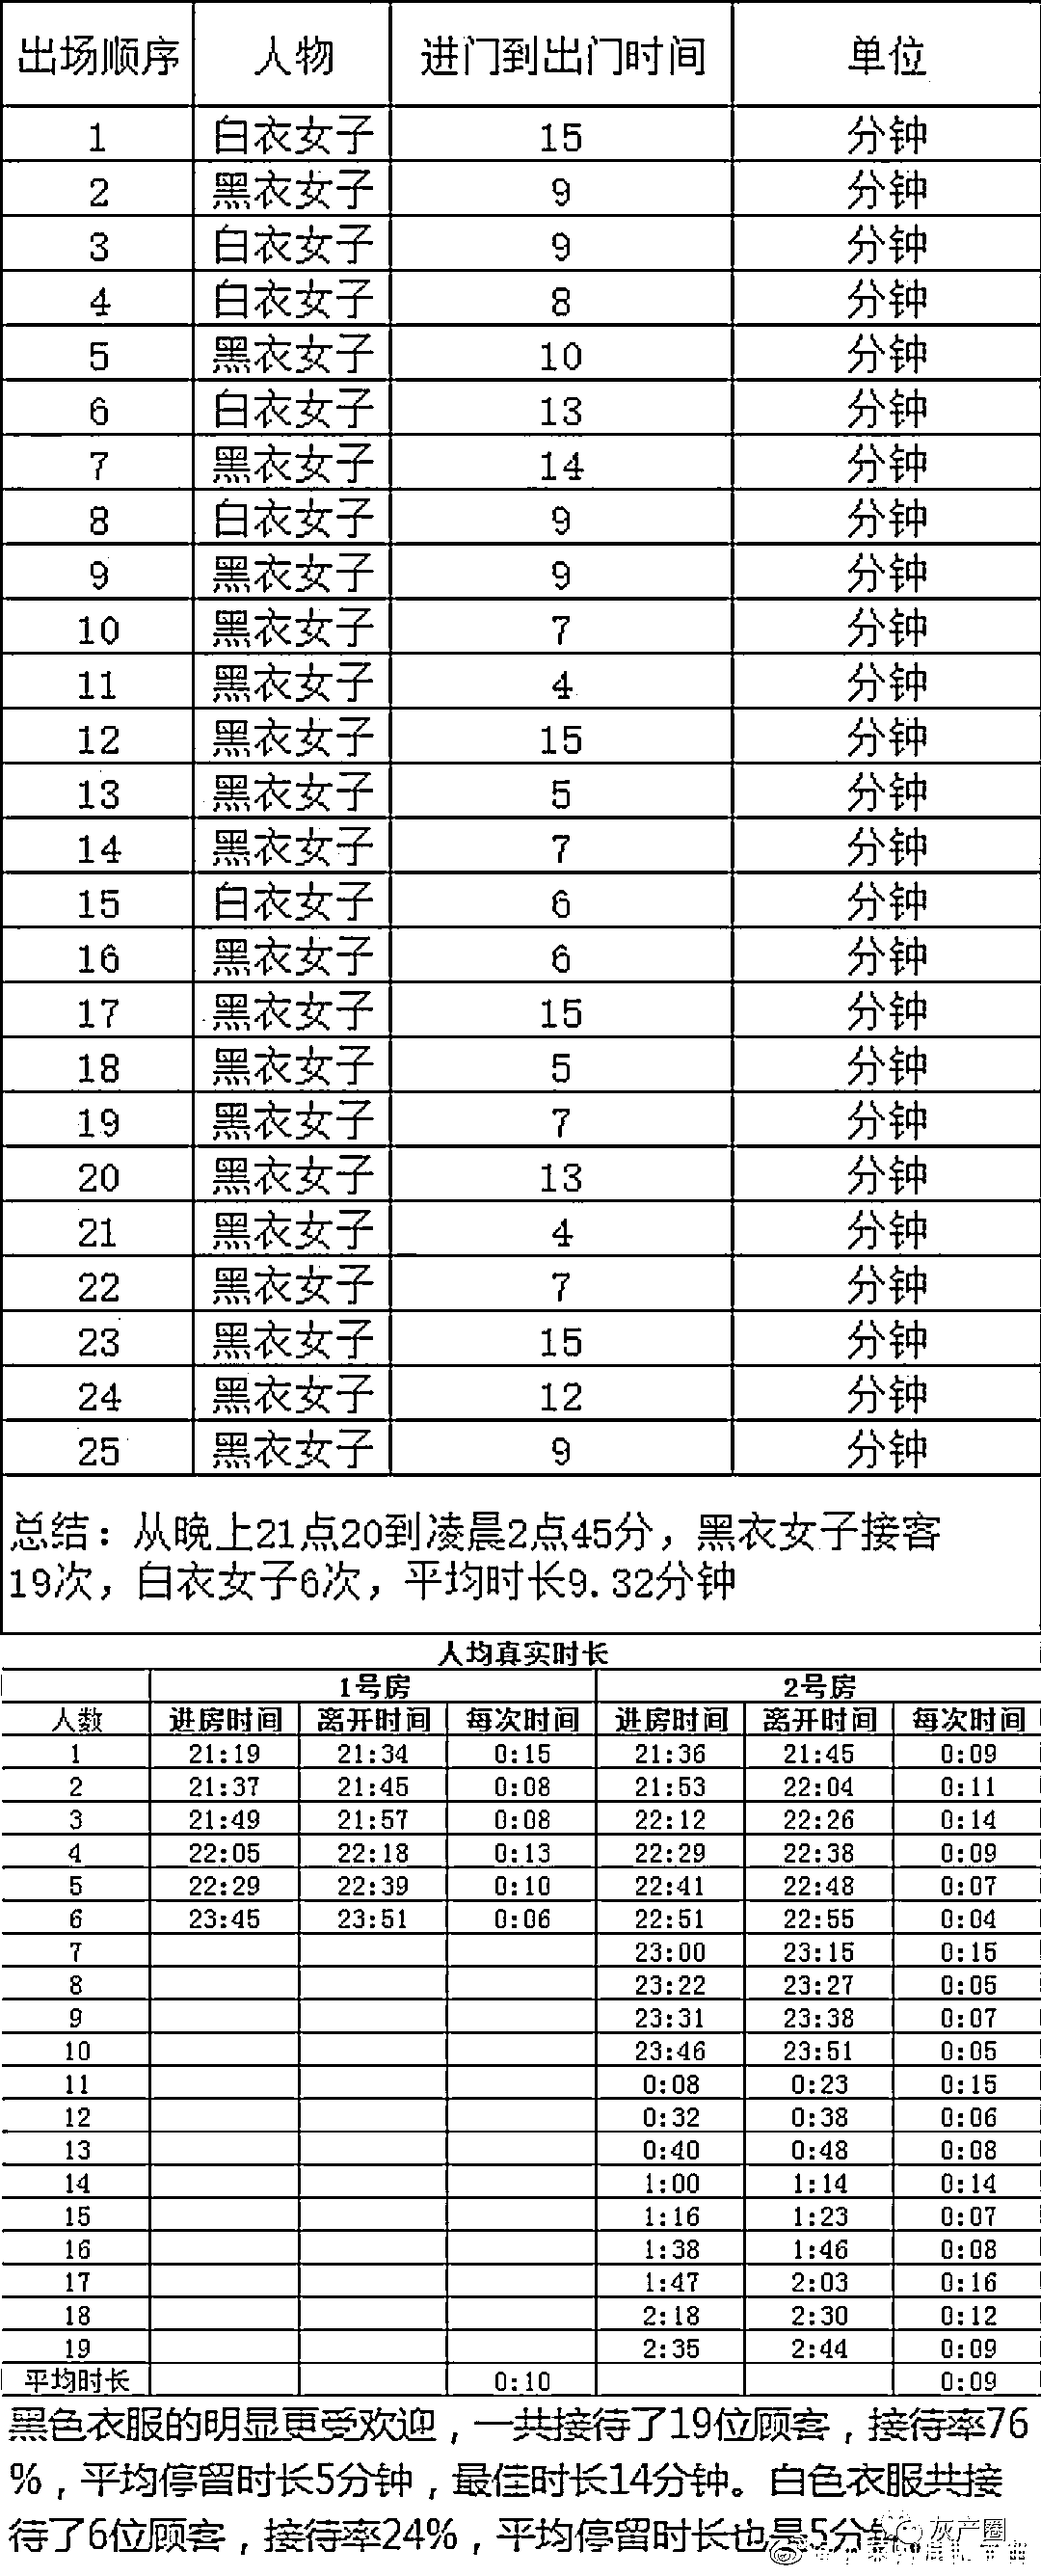 出场顺序 人物 进门到出门时间 单位
1 白衣女子 15 分钟
2 黑衣女子 9 分钟
3 白衣女子 9 分钟
4 白衣女子 8 分钟
5 黑衣女子 10 分钟
6 白衣女子 13 分钟
7 黑衣女子 14 分钟
8 白衣女子 9 分钟
9 黑衣女子 9 分钟
10 黑衣女子 7 分钟
11 黑衣女子 4 分钟
12 黑衣女子 15 分钟
13 黑衣女子 5 分钟
14 黑衣女子 7 分钟
15 白衣女子 6 分钟
16 黑衣女子 6 分钟
17 黑衣女子 15 分钟
18 黑衣女子 5 分钟
19 黑衣女子 7 分钟
20 黑衣女子 13 分钟
21 黑衣女子 4 分钟
22 黑衣女子 7 分钟
23 黑衣女子 15 分钟
24 黑衣女子 12 分钟
25 黑衣女子 9 分钟
总结：从晚上21点20到凌晨2点45分，黑衣女子接客
19次，白衣女子6次，平均时长9.32分钟
人均真实时长
1号房 2号房
人数 进房时间 离开时间 每次时间 进房时间 离开时间 每次时间
1 21:19 21:34 0:15 21:36 21:45 0:09
2 21:37 21:45 0:08 21:53 22:04 0:11
3 21:49 21:57 0:08 22:12 22:26 0:14
4 22:05 22:18 0:13 22:29 22:38 0:09
5 22:29 22:39 0:10 22:41 22:48 0:07
6 23:45 23:51 0:06 22:51 22:55 0:04
7 23:00 23:15 0:15
8 23:22 23:27 0:05
9 23:31 23:38 0:07
10 23:46 23:51 0:05
11 0:08 0:23 0:15
12 0:32 0:38 0:06
13 0:40 0:48 0:08
14 1:00 1:14 0:14
15 1:16 1:23 0:07
16 1:38 1:46 0:08
17 1:47 2:03 0:16
18 2:18 2:30 0:12
19 2:35 2:44 0:09
平均时长 0:10 0:09
黑色衣服的明显更受欢迎，一共接待了19位顾客，接待率76
%，平均停留时长5分钟，最佳时长14分钟。白色衣服共接
待了6位顾客，接待率24%，平均停留时长也是5分钟
灰产圈